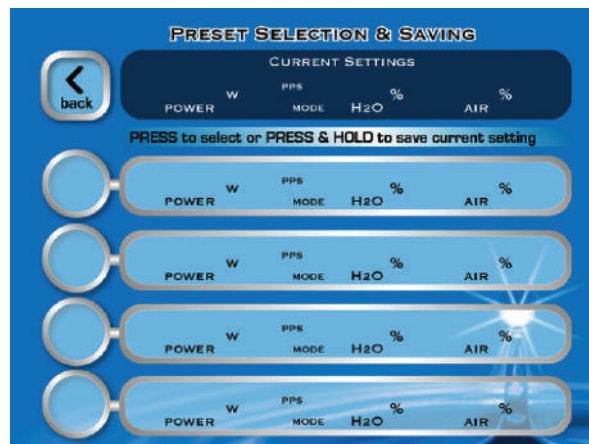 PRESET SELECTION & SAVING
back
CURRENT SETTINGS
POWER W PPS MODE H2O % AIR %
PRESS to select or PRESS & HOLD to save current setting
POWER W PPS MODE H2O % AIR %
POWER W PPS MODE H2O % AIR %
POWER W PPS MODE H2O % AIR %
POWER W PPS MODE H2O % AIR %